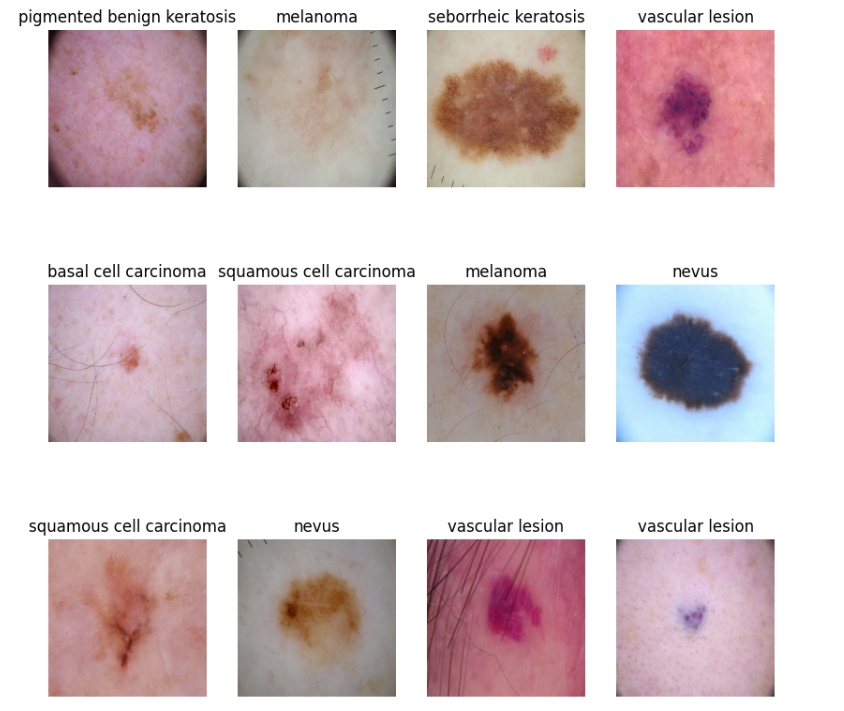 pigmented benign keratosis
melanoma
seborrheic keratosis
vascular lesion
basal cell carcinoma
squamous cell carcinoma
melanoma
nevus
squamous cell carcinoma
nevus
vascular lesion
vascular lesion